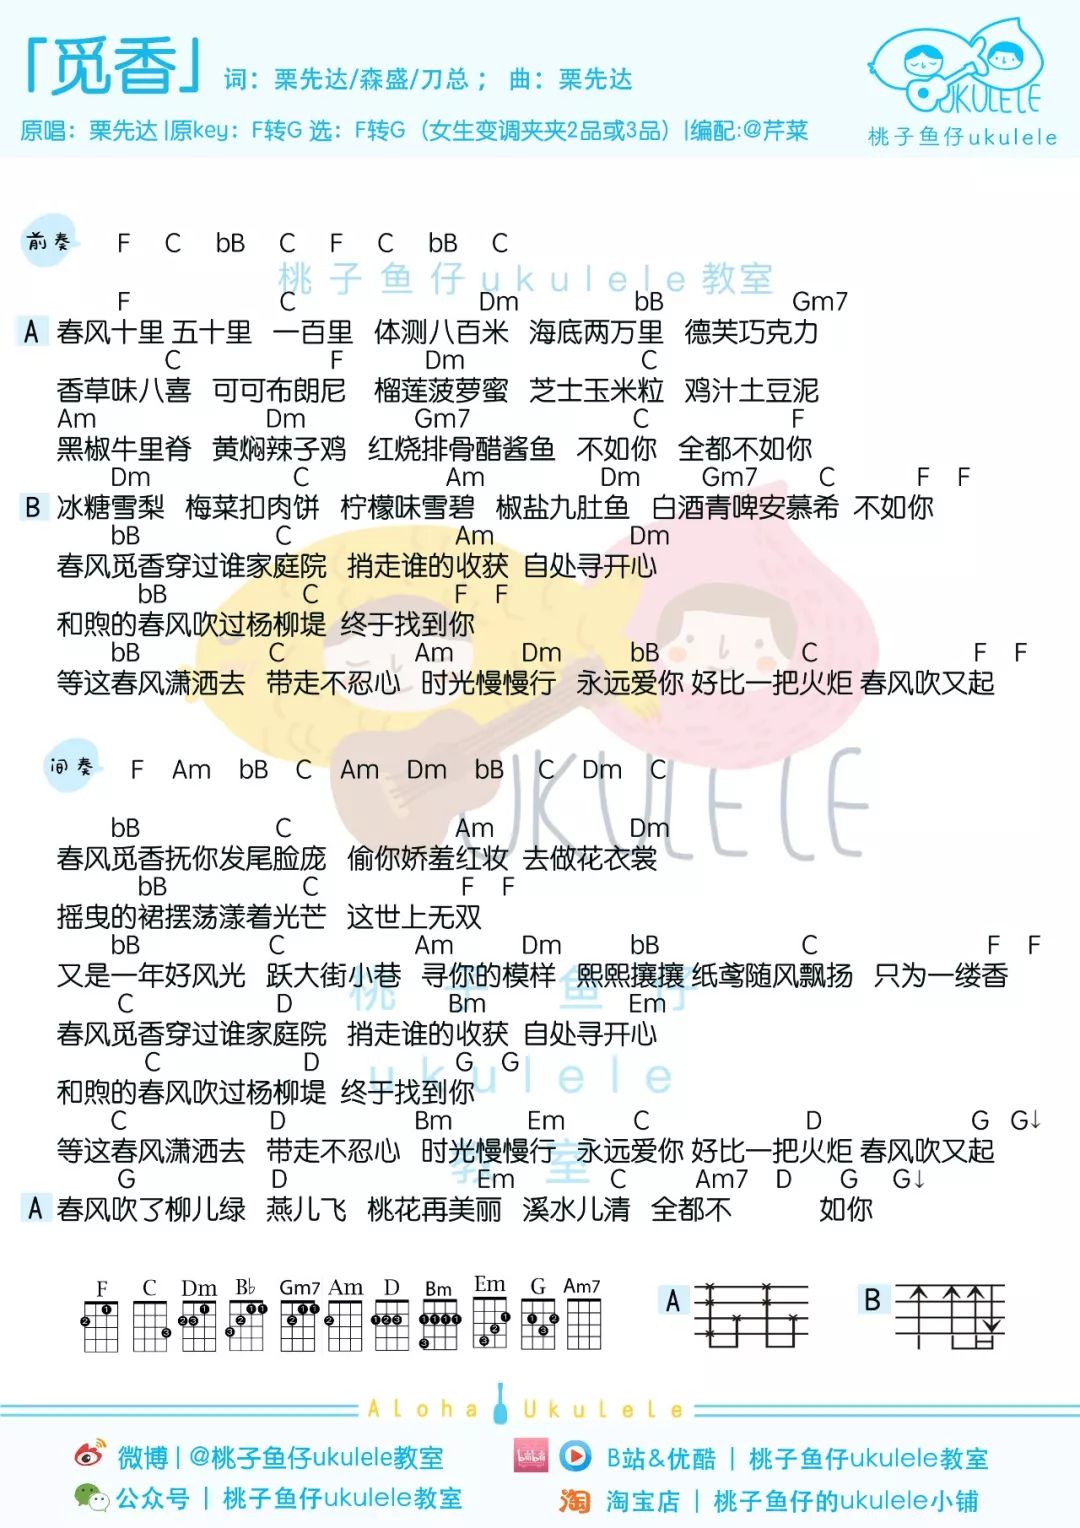 「觅香」 词：栗先达/森盛/刀总； 曲：栗先达
原唱：栗先达 |原key：F转G 选：F转G（女生变调夹夹2品或3品）|编配:@芹菜
UKULELE
桃子鱼仔ukulele
前奏 F C bB C F C bB C
桃子鱼仔ukulele教室
F C Dm bB Gm7
A 春风十里 五十里 一百里 体测八百米 海底两万里 德芙巧克力
C F Dm C
香草味八喜 可可布朗尼 榴莲菠萝蜜 芝士玉米粒 鸡汁土豆泥
Am Dm Gm7 C F
黑椒牛里脊 黄焖辣子鸡 红烧排骨醋酱鱼 不如你 全都不如你
Dm C Am Dm Gm7 C F F
B 冰糖雪梨 梅菜扣肉饼 柠檬味雪碧 椒盐九肚鱼 白酒青啤安慕希 不如你
bB C Am Dm
春风觅香穿过谁家庭院 捎走谁的收获 自处寻开心
bB C F F
和煦的春风吹过杨柳堤 终于找到你
bB C Am Dm bB C F F
等这春风潇洒去 带走不忍心 时光慢慢行 永远爱你 好比一把火炬 春风吹又起
UKULELE
间奏 F Am bB C Am Dm bB C Dm C
bB C Am Dm
春风觅香抚你发尾脸庞 偷你娇羞红妆 去做花衣裳
bB C F F
摇曳的裙摆荡漾着光芒 这世上无双
bB C Am Dm bB C F F
又是一年好风光 跃大街小巷 寻你的模样 熙熙攘攘 纸鸢随风飘扬 只为一缕香
桃子鱼仔
C D Bm Em
春风觅香穿过谁家庭院 捎走谁的收获 自处寻开心
C D G G
ukulele
和煦的春风吹过杨柳堤 终于找到你
C D Bm Em C D G G↓
等这春风潇洒去 带走不忍心 时光慢慢行 永远爱你 好比一把火炬 春风吹又起
教室
G D Em C Am7 D G G↓
A 春风吹了柳儿绿 燕儿飞 桃花再美丽 溪水儿清 全都不 如你
F C Dm B♭ Gm7 Am D Bm Em G Am7
A B
Aloha Ukulele
微博 | @桃子鱼仔ukulele教室
bilibili B站&优酷 | 桃子鱼仔ukulele教室
公众号 | 桃子鱼仔ukulele教室
淘 淘宝店 | 桃子鱼仔的ukulele小铺